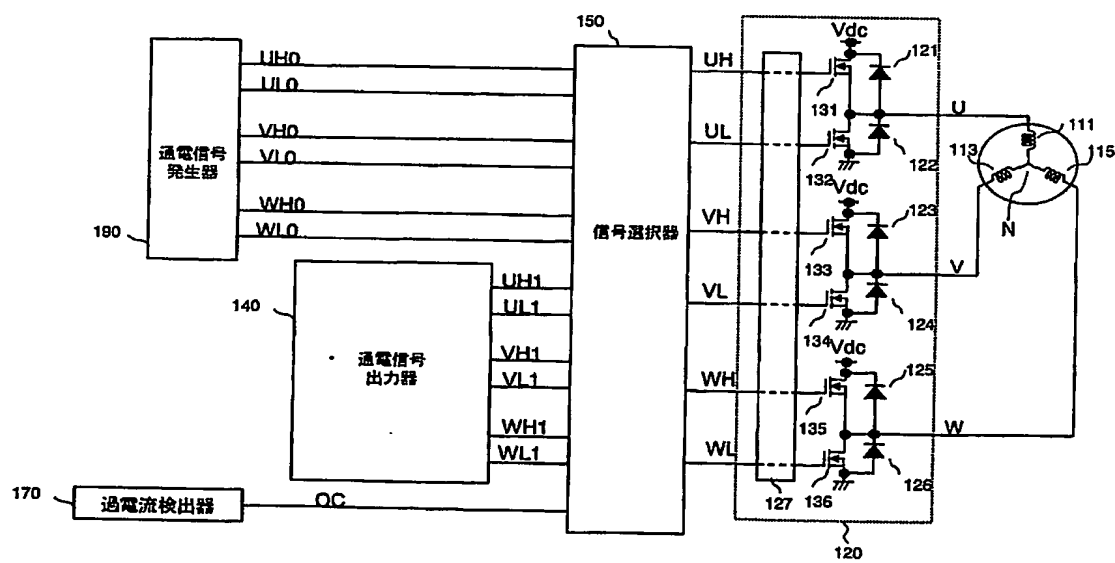 150
Vdc
121
UH0
UH
UL0
131
U
111
通電信号
発生器
VH0
UL
113
115
VL0
132
122
Vdc
WH0
123
N
190
WL0
信号選択器
VH
133
V
140
UH1
VL
UL1
134
124
通電信号
出力器
Vdc
VH1
125
VL1
WH
135
W
WH1
WL
WL1
126
170
過電流検出器
OC
127
136
120